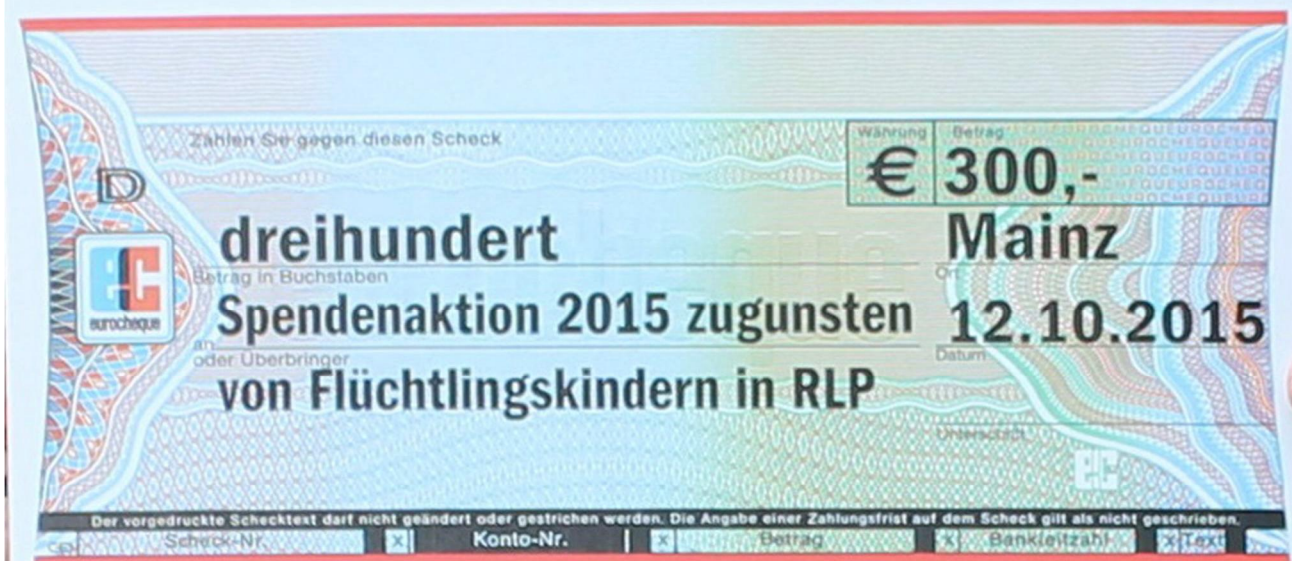 Zahlen Sie gegen diesen Scheck
Währung Betrag
€ 300,-
D
dreihundert Mainz
Betrag in Buchstaben Ort
ec
eurocheque
Spendenaktion 2015 zugunsten 12.10.2015
an
oder Überbringer Datum
von Flüchtlingskindern in RLP
Unterschrift
ec
Der vorgedruckte Schecktext darf nicht geändert oder gestrichen werden. Die Angabe einer Zahlungsfrist auf dem Scheck gilt als nicht geschrieben.
Scheck-Nr. X Konto-Nr. X Betrag X Bankleitzahl X Text